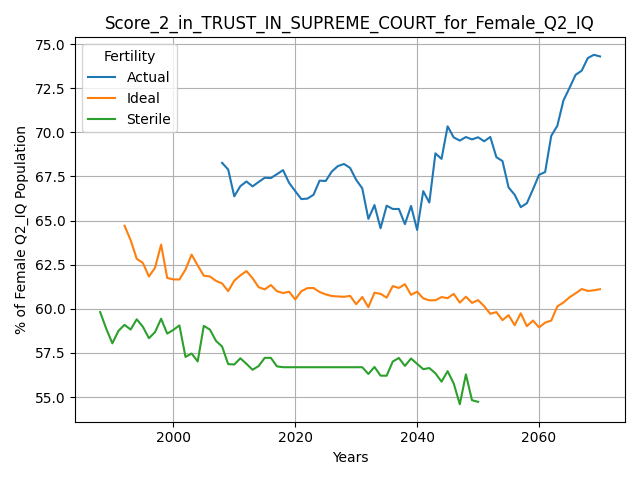 Score_2_in_TRUST_IN_SUPREME_COURT_for_Female_Q2_IQ
Fertility
Actual
Ideal
Sterile
75.0
72.5
70.0
67.5
65.0
62.5
60.0
57.5
55.0
% of Female Q2_IQ Population
2000
2020
2040
2060
Years